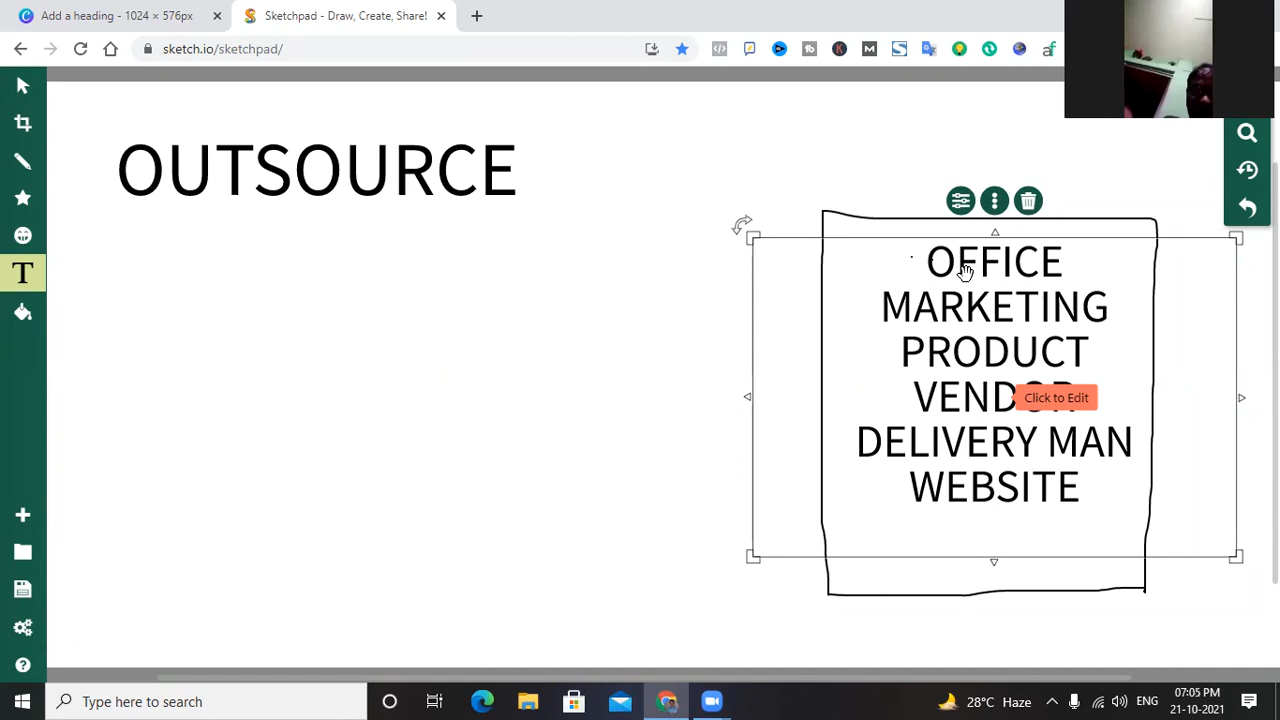 Add a heading - 1024 × 576px
Sketchpad - Draw, Create, Share!
sketch.io/sketchpad/
OUTSOURCE
OFFICE
MARKETING
PRODUCT
VENDOR
Click to Edit
DELIVERY MAN
WEBSITE
Type here to search
28°C Haze
ENG
07:05 PM
21-10-2021